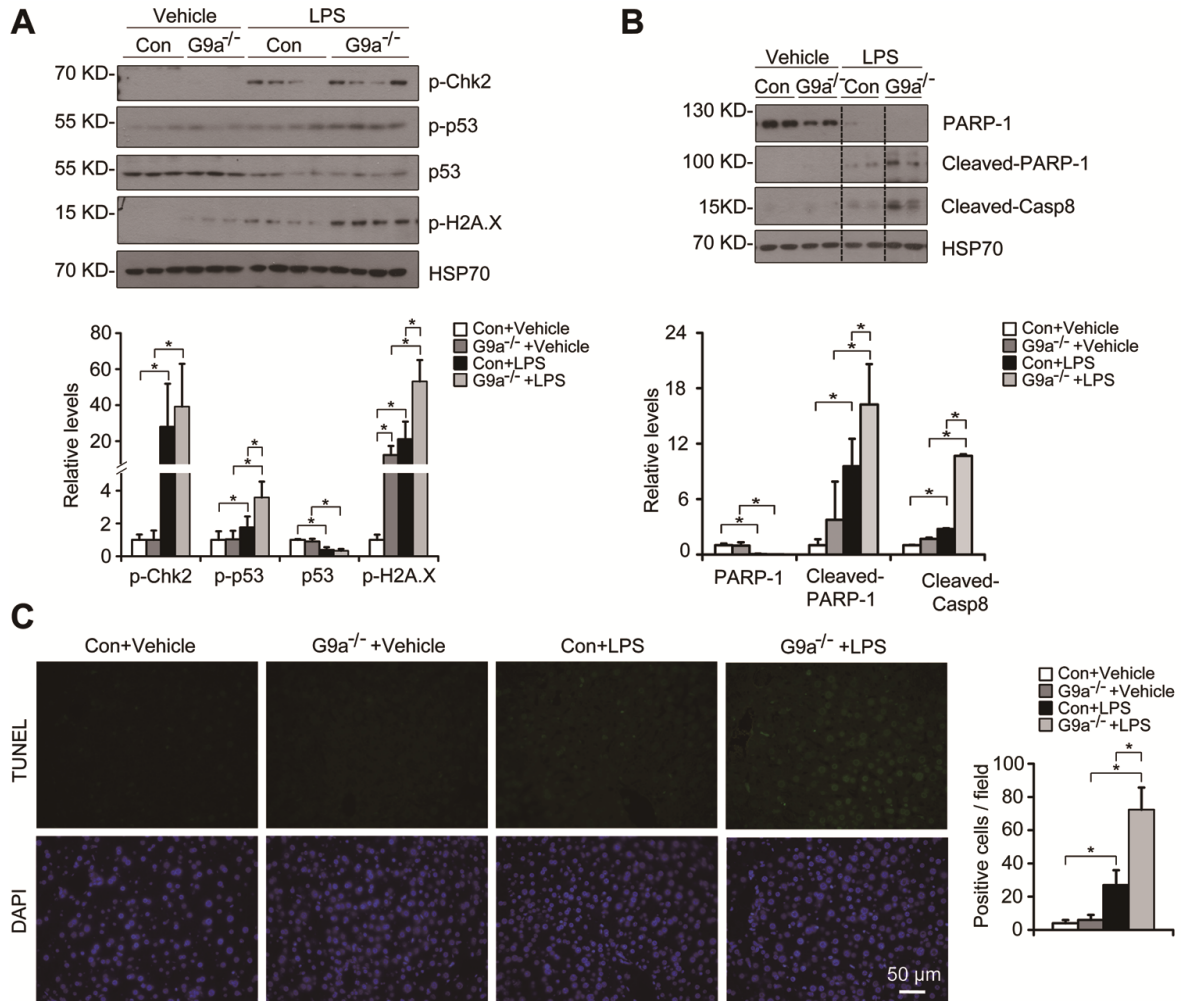 A
Vehicle LPS
Con G9a-/- Con G9a-/-
70 KD- p-Chk2
55 KD- p-p53
55 KD- p53
15 KD- p-H2A.X
70 KD- HSP70
Relative levels
80
60
40
20
4
2
0
p-Chk2 p-p53 p53 p-H2A.X
* * * * * * * * * * *
Con+Vehicle
G9a-/- +Vehicle
Con+LPS
G9a-/- +LPS
B
Vehicle LPS
Con G9a-/- Con G9a-/-
130 KD- PARP-1
100 KD- Cleaved-PARP-1
15KD- Cleaved-Casp8
70 KD- HSP70
Relative levels
24
18
12
6
0
PARP-1 Cleaved-PARP-1 Cleaved-Casp8
* * * * * * * *
Con+Vehicle
G9a-/- +Vehicle
Con+LPS
G9a-/- +LPS
C
Con+Vehicle G9a-/- +Vehicle Con+LPS G9a-/- +LPS
TUNEL
DAPI
50 µm
Con+Vehicle
G9a-/- +Vehicle
Con+LPS
G9a-/- +LPS
Positive cells / field
100
80
60
40
20
0
* * *